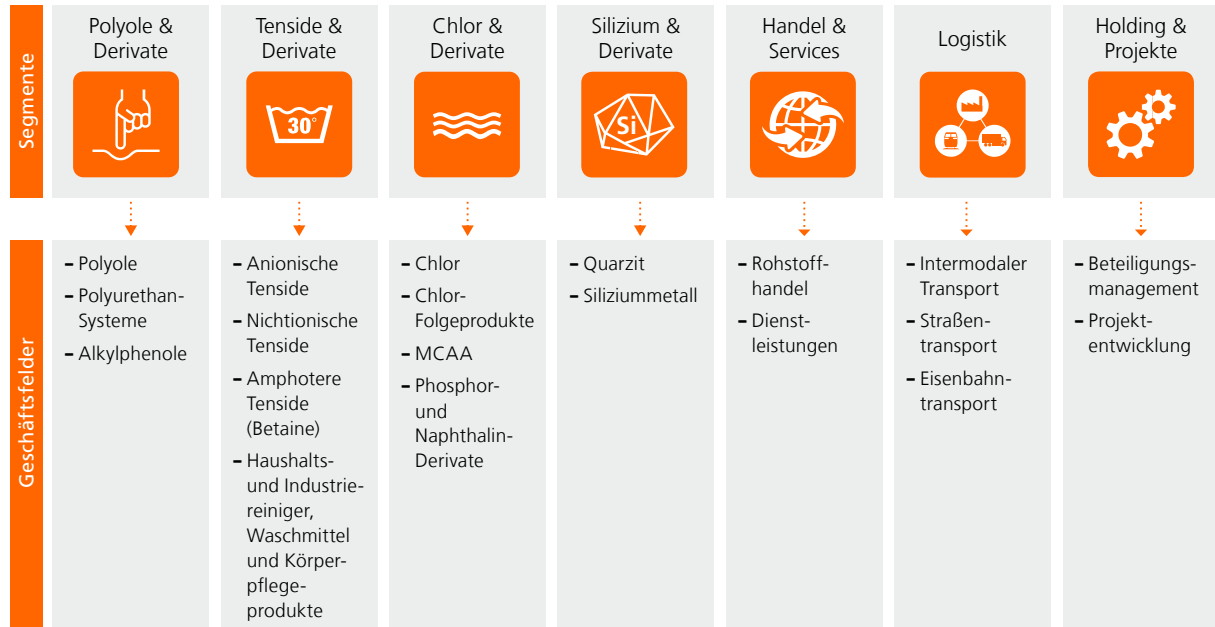 Segmente
Polyole &
Derivate
Tenside &
Derivate
30°
Chlor &
Derivate
Silizium &
Derivate
Si
Handel &
Services
Logistik
Holding &
Projekte
Geschäftsfelder
– Polyole
– Polyurethan-
Systeme
– Alkylphenole
– Anionische
Tenside
– Nichtionische
Tenside
– Amphotere
Tenside
(Betaine)
– Haushalts-
und Industrie-
reiniger,
Waschmittel
und Körper-
pflege-
produkte
– Chlor
– Chlor-
Folgeprodukte
– MCAA
– Phosphor-
und
Naphthalin-
Derivate
– Quarzit
– Siliziummetall
– Rohstoff-
handel
– Dienst-
leistungen
– Intermodaler
Transport
– Straßen-
transport
– Eisenbahn-
transport
– Beteiligungs-
management
– Projekt-
entwicklung